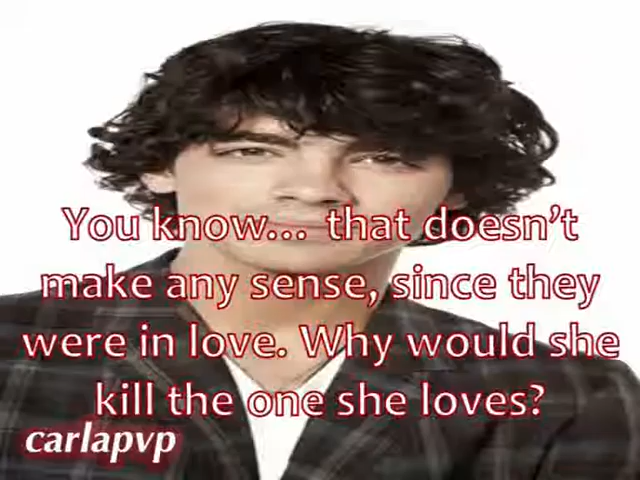 You know... that doesn't
make any sense, since they
were in love. Why would she
kill the one she loves?
carlapvp